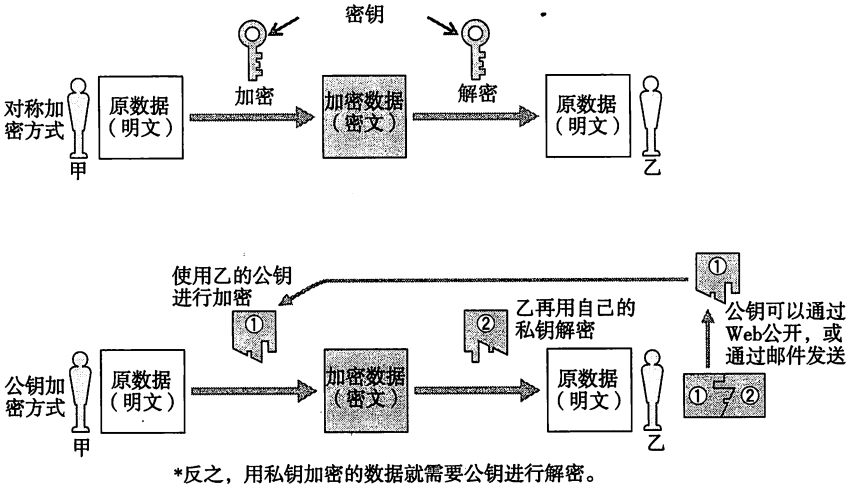 密钥
加密
解密
对称加
密方式
原数据
（明文）
加密数据
（密文）
原数据
（明文）
甲
乙
使用乙的公钥
进行加密
①
①
②
乙再用自己的
私钥解密
公钥可以通过
Web公开，或
通过邮件发送
公钥加
密方式
原数据
（明文）
加密数据
（密文）
原数据
（明文）
①
②
甲
乙
*反之，用私钥加密的数据就需要公钥进行解密。